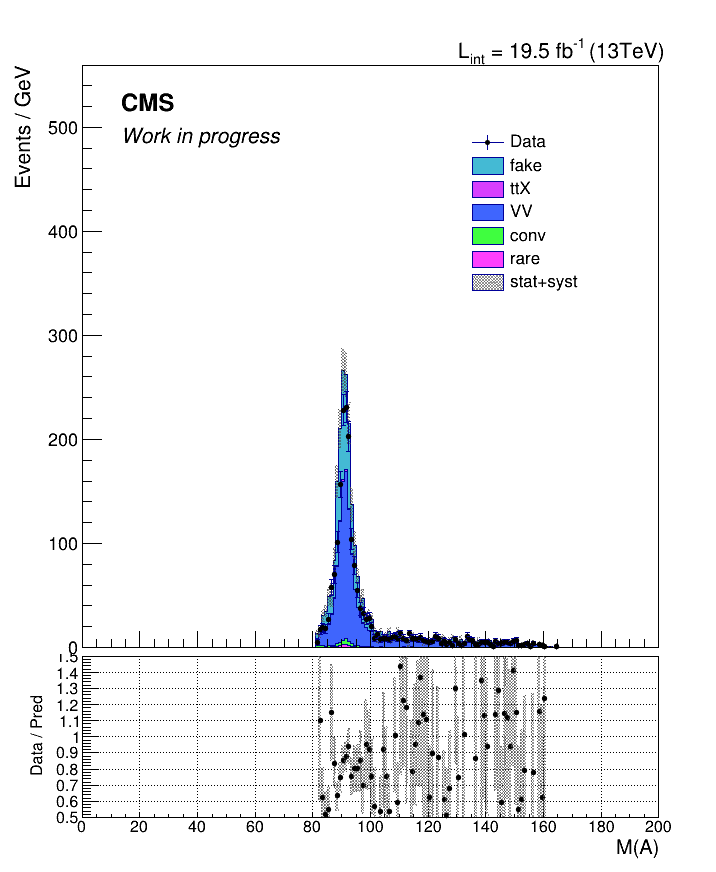 L_int = 19.5 fb^-1 (13TeV)
Events / GeV
CMS
Work in progress
500
400
300
200
100
0
Data
fake
ttX
VV
conv
rare
stat+syst
Data / Pred
1.5
1.4
1.3
1.2
1.1
1
0.9
0.8
0.7
0.6
0.5
0 20 40 60 80 100 120 140 160 180 200
M(A)